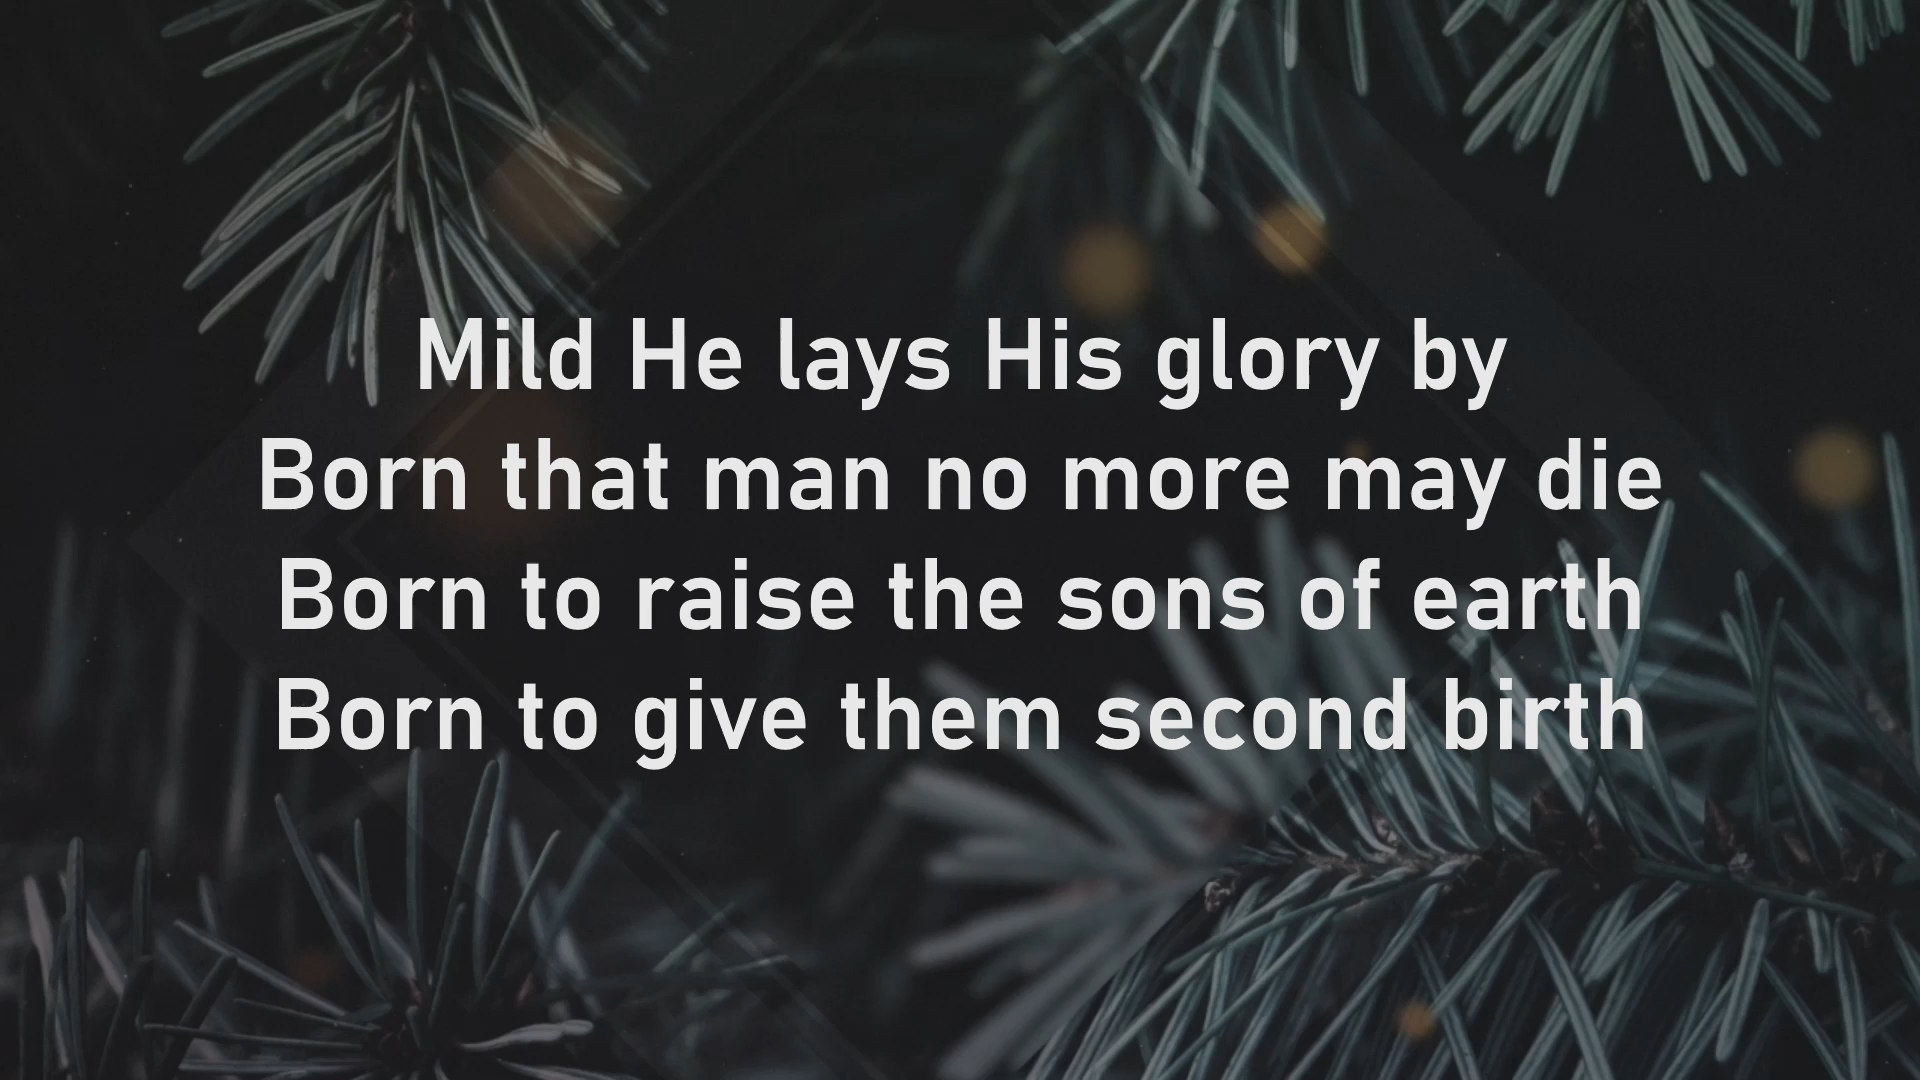 Mild He lays His glory by
Born that man no more may die
Born to raise the sons of earth
Born to give them second birth